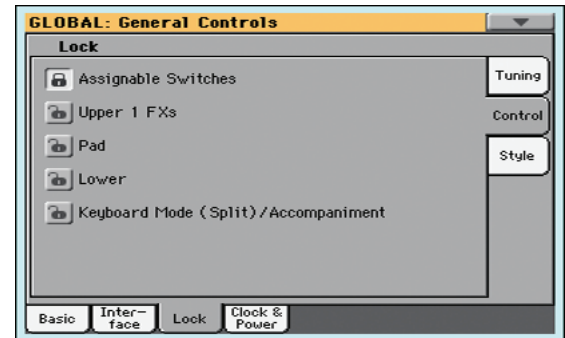 GLOBAL: General Controls
Lock
Assignable Switches
Upper 1 FXs
Pad
Lower
Keyboard Mode (Split)/Accompaniment
Tuning
Control
Style
Basic
Inter-
face
Lock
Clock &
Power